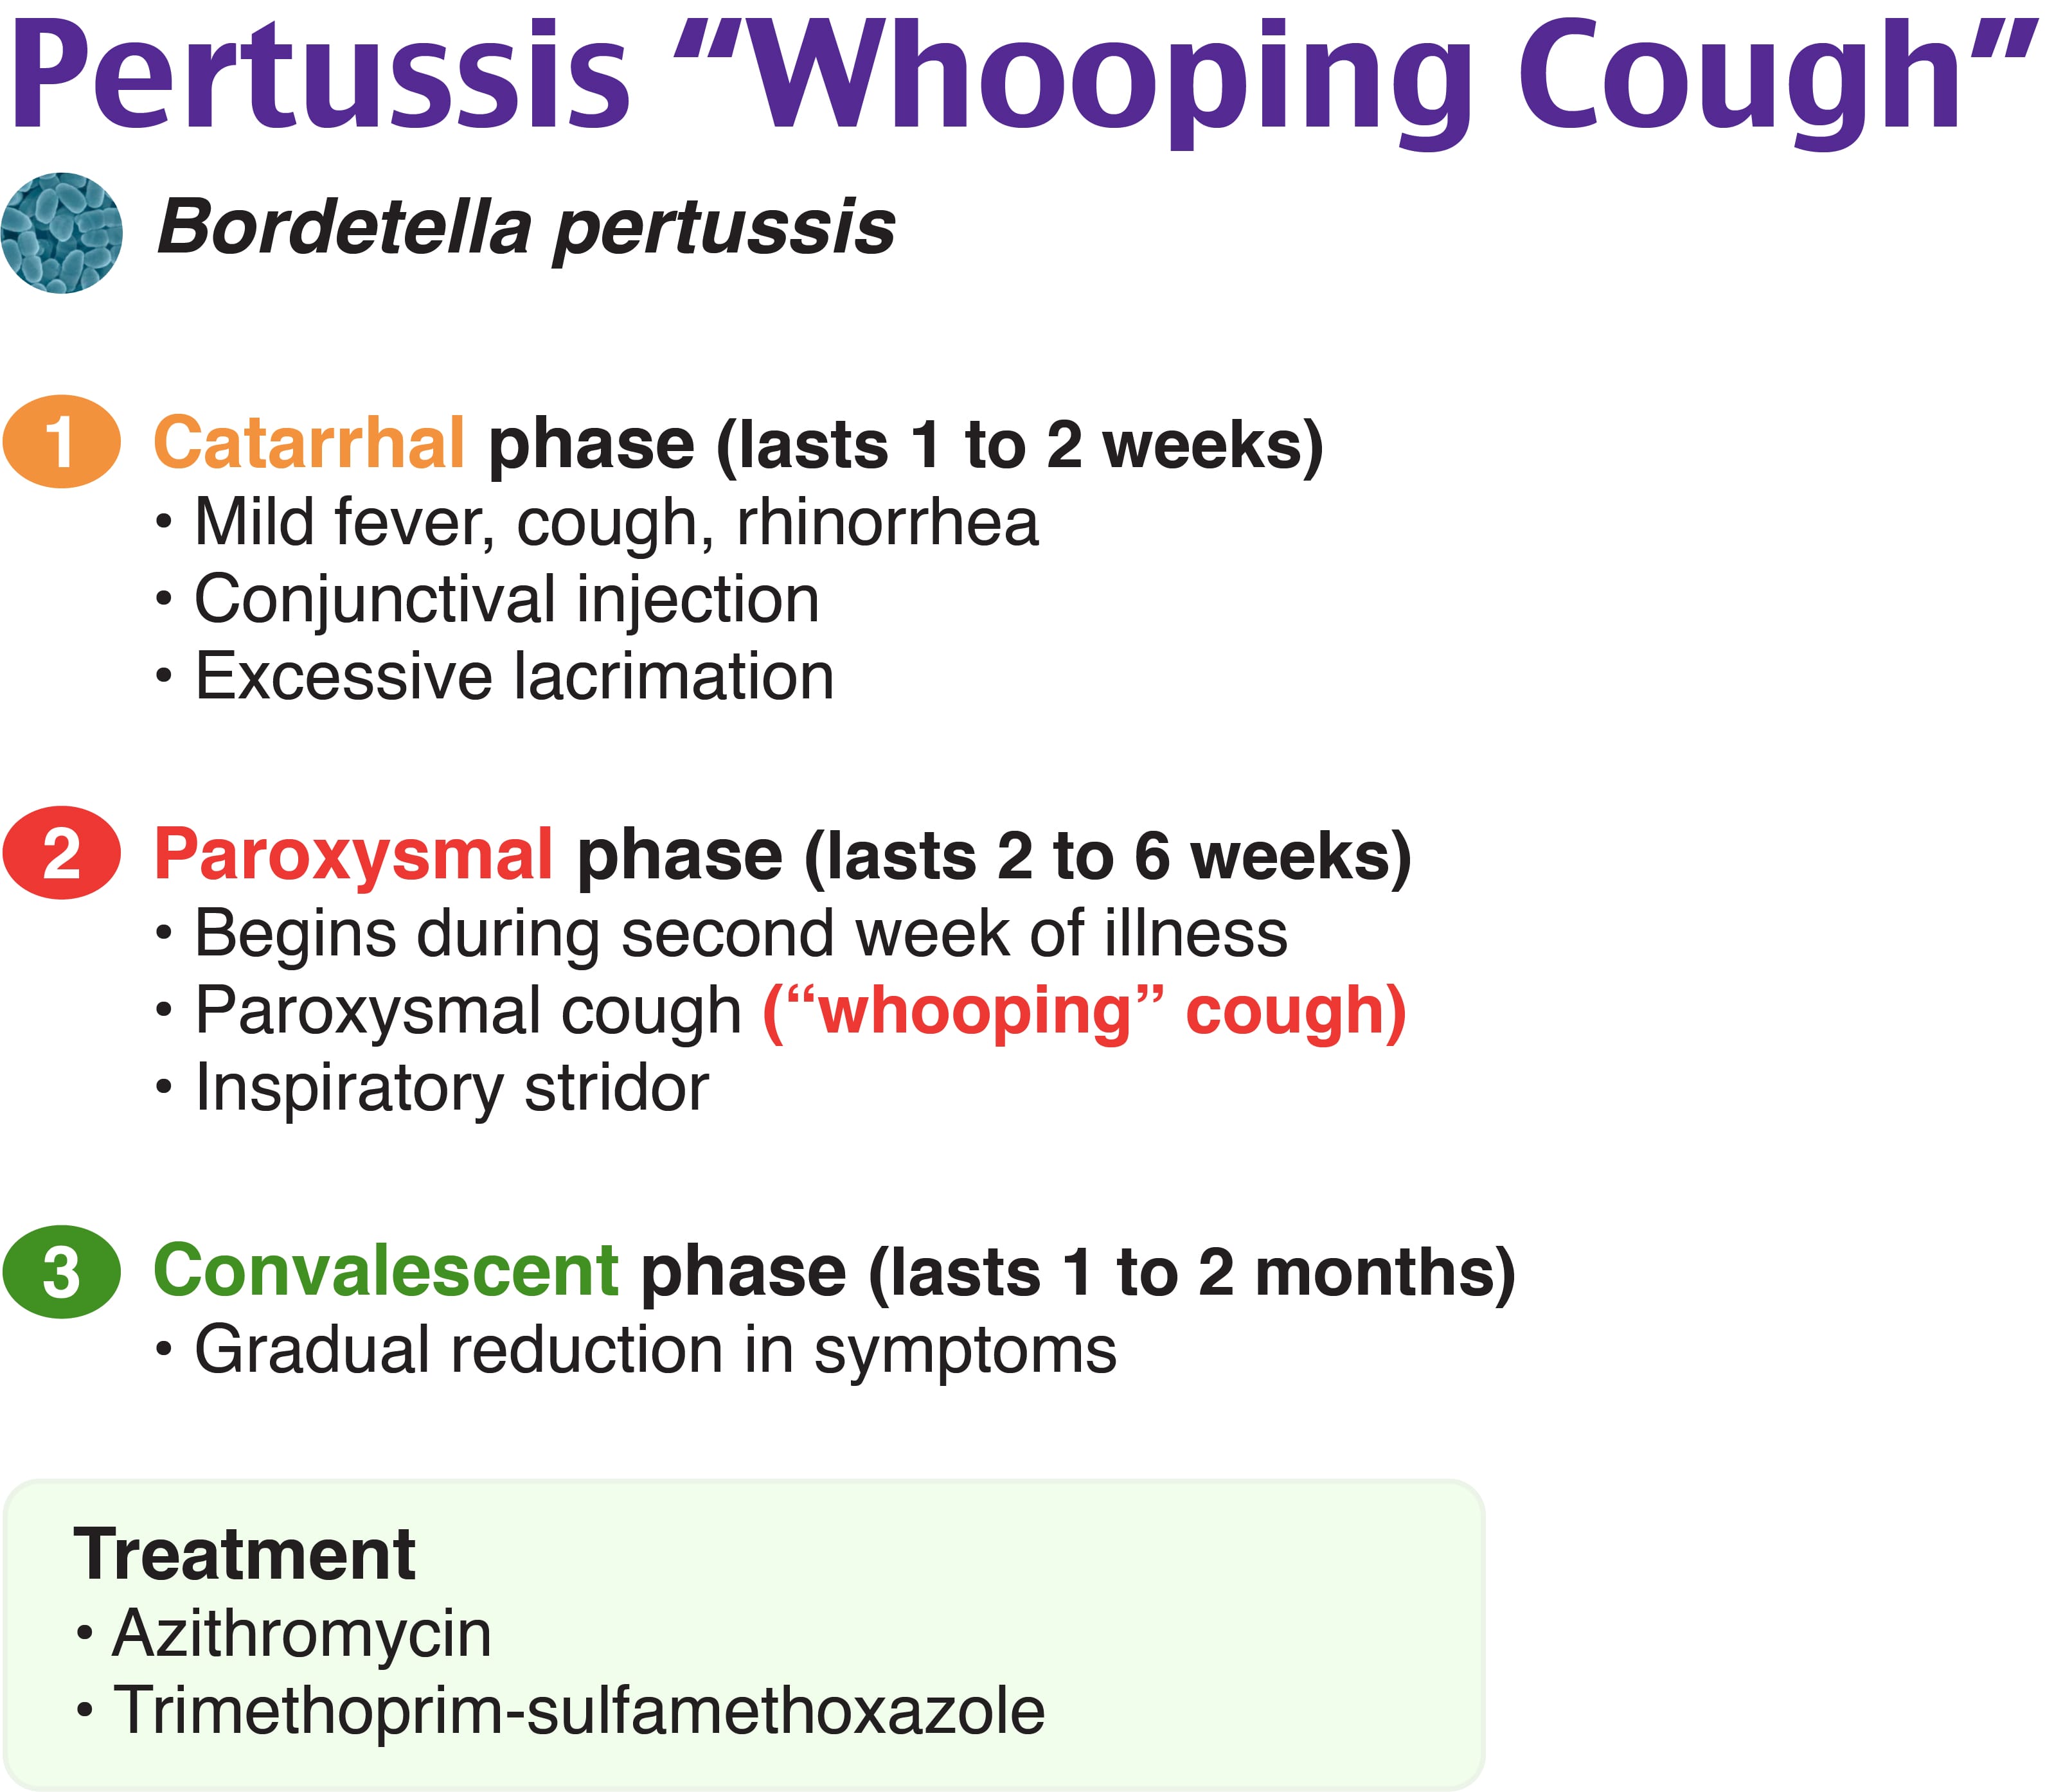 Pertussis “Whooping Cough”
Bordetella pertussis
1 Catarrhal phase (lasts 1 to 2 weeks)
• Mild fever, cough, rhinorrhea
• Conjunctival injection
• Excessive lacrimation
2 Paroxysmal phase (lasts 2 to 6 weeks)
• Begins during second week of illness
• Paroxysmal cough (“whooping” cough)
• Inspiratory stridor
3 Convalescent phase (lasts 1 to 2 months)
• Gradual reduction in symptoms
Treatment
• Azithromycin
• Trimethoprim-sulfamethoxazole